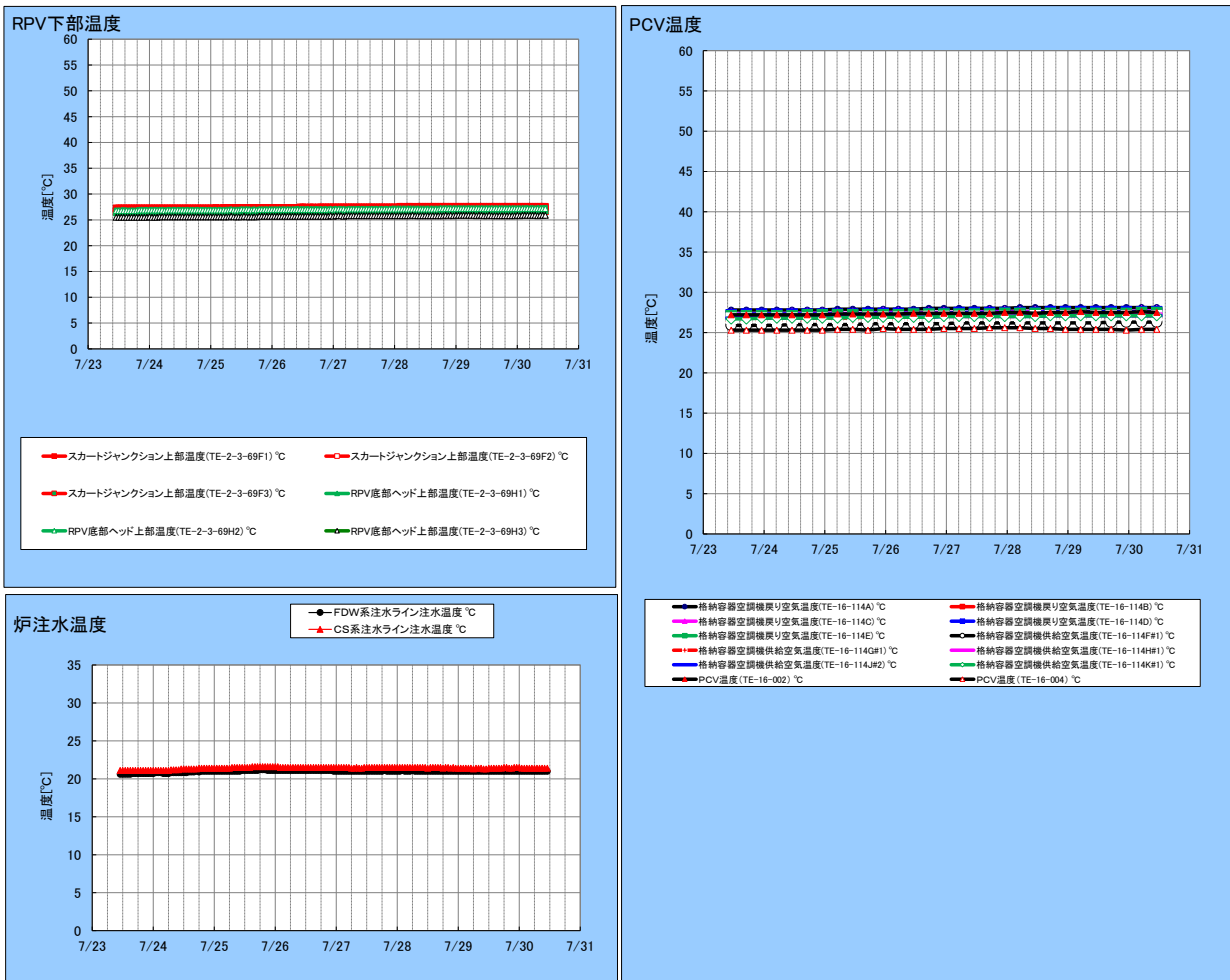 RPV下部温度
60
55
50
45
40
35
30
25
20
15
10
5
0
温度[℃]
7/23 7/24 7/25 7/26 7/27 7/28 7/29 7/30 7/31
スカートジャンクション上部温度(TE-2-3-69F1) ℃ スカートジャンクション上部温度(TE-2-3-69F2) ℃
スカートジャンクション上部温度(TE-2-3-69F3) ℃ RPV底部ヘッド上部温度(TE-2-3-69H1) ℃
RPV底部ヘッド上部温度(TE-2-3-69H2) ℃ RPV底部ヘッド上部温度(TE-2-3-69H3) ℃
炉注水温度
FDW系注水ライン注水温度 ℃
CS系注水ライン注水温度 ℃
35
30
25
20
15
10
5
0
温度[℃]
7/23 7/24 7/25 7/26 7/27 7/28 7/29 7/30 7/31
PCV温度
60
55
50
45
40
35
30
25
20
15
10
5
0
温度[℃]
7/23 7/24 7/25 7/26 7/27 7/28 7/29 7/30 7/31
格納容器空調機戻り空気温度(TE-16-114A) ℃ 格納容器空調機戻り空気温度(TE-16-114B) ℃
格納容器空調機戻り空気温度(TE-16-114C) ℃ 格納容器空調機戻り空気温度(TE-16-114D) ℃
格納容器空調機戻り空気温度(TE-16-114E) ℃ 格納容器空調機供給空気温度(TE-16-114F#1) ℃
格納容器空調機供給空気温度(TE-16-114G#1) ℃ 格納容器空調機供給空気温度(TE-16-114H#1) ℃
格納容器空調機供給空気温度(TE-16-114J#2) ℃ 格納容器空調機供給空気温度(TE-16-114K#1) ℃
PCV温度(TE-16-002) ℃ PCV温度(TE-16-004) ℃